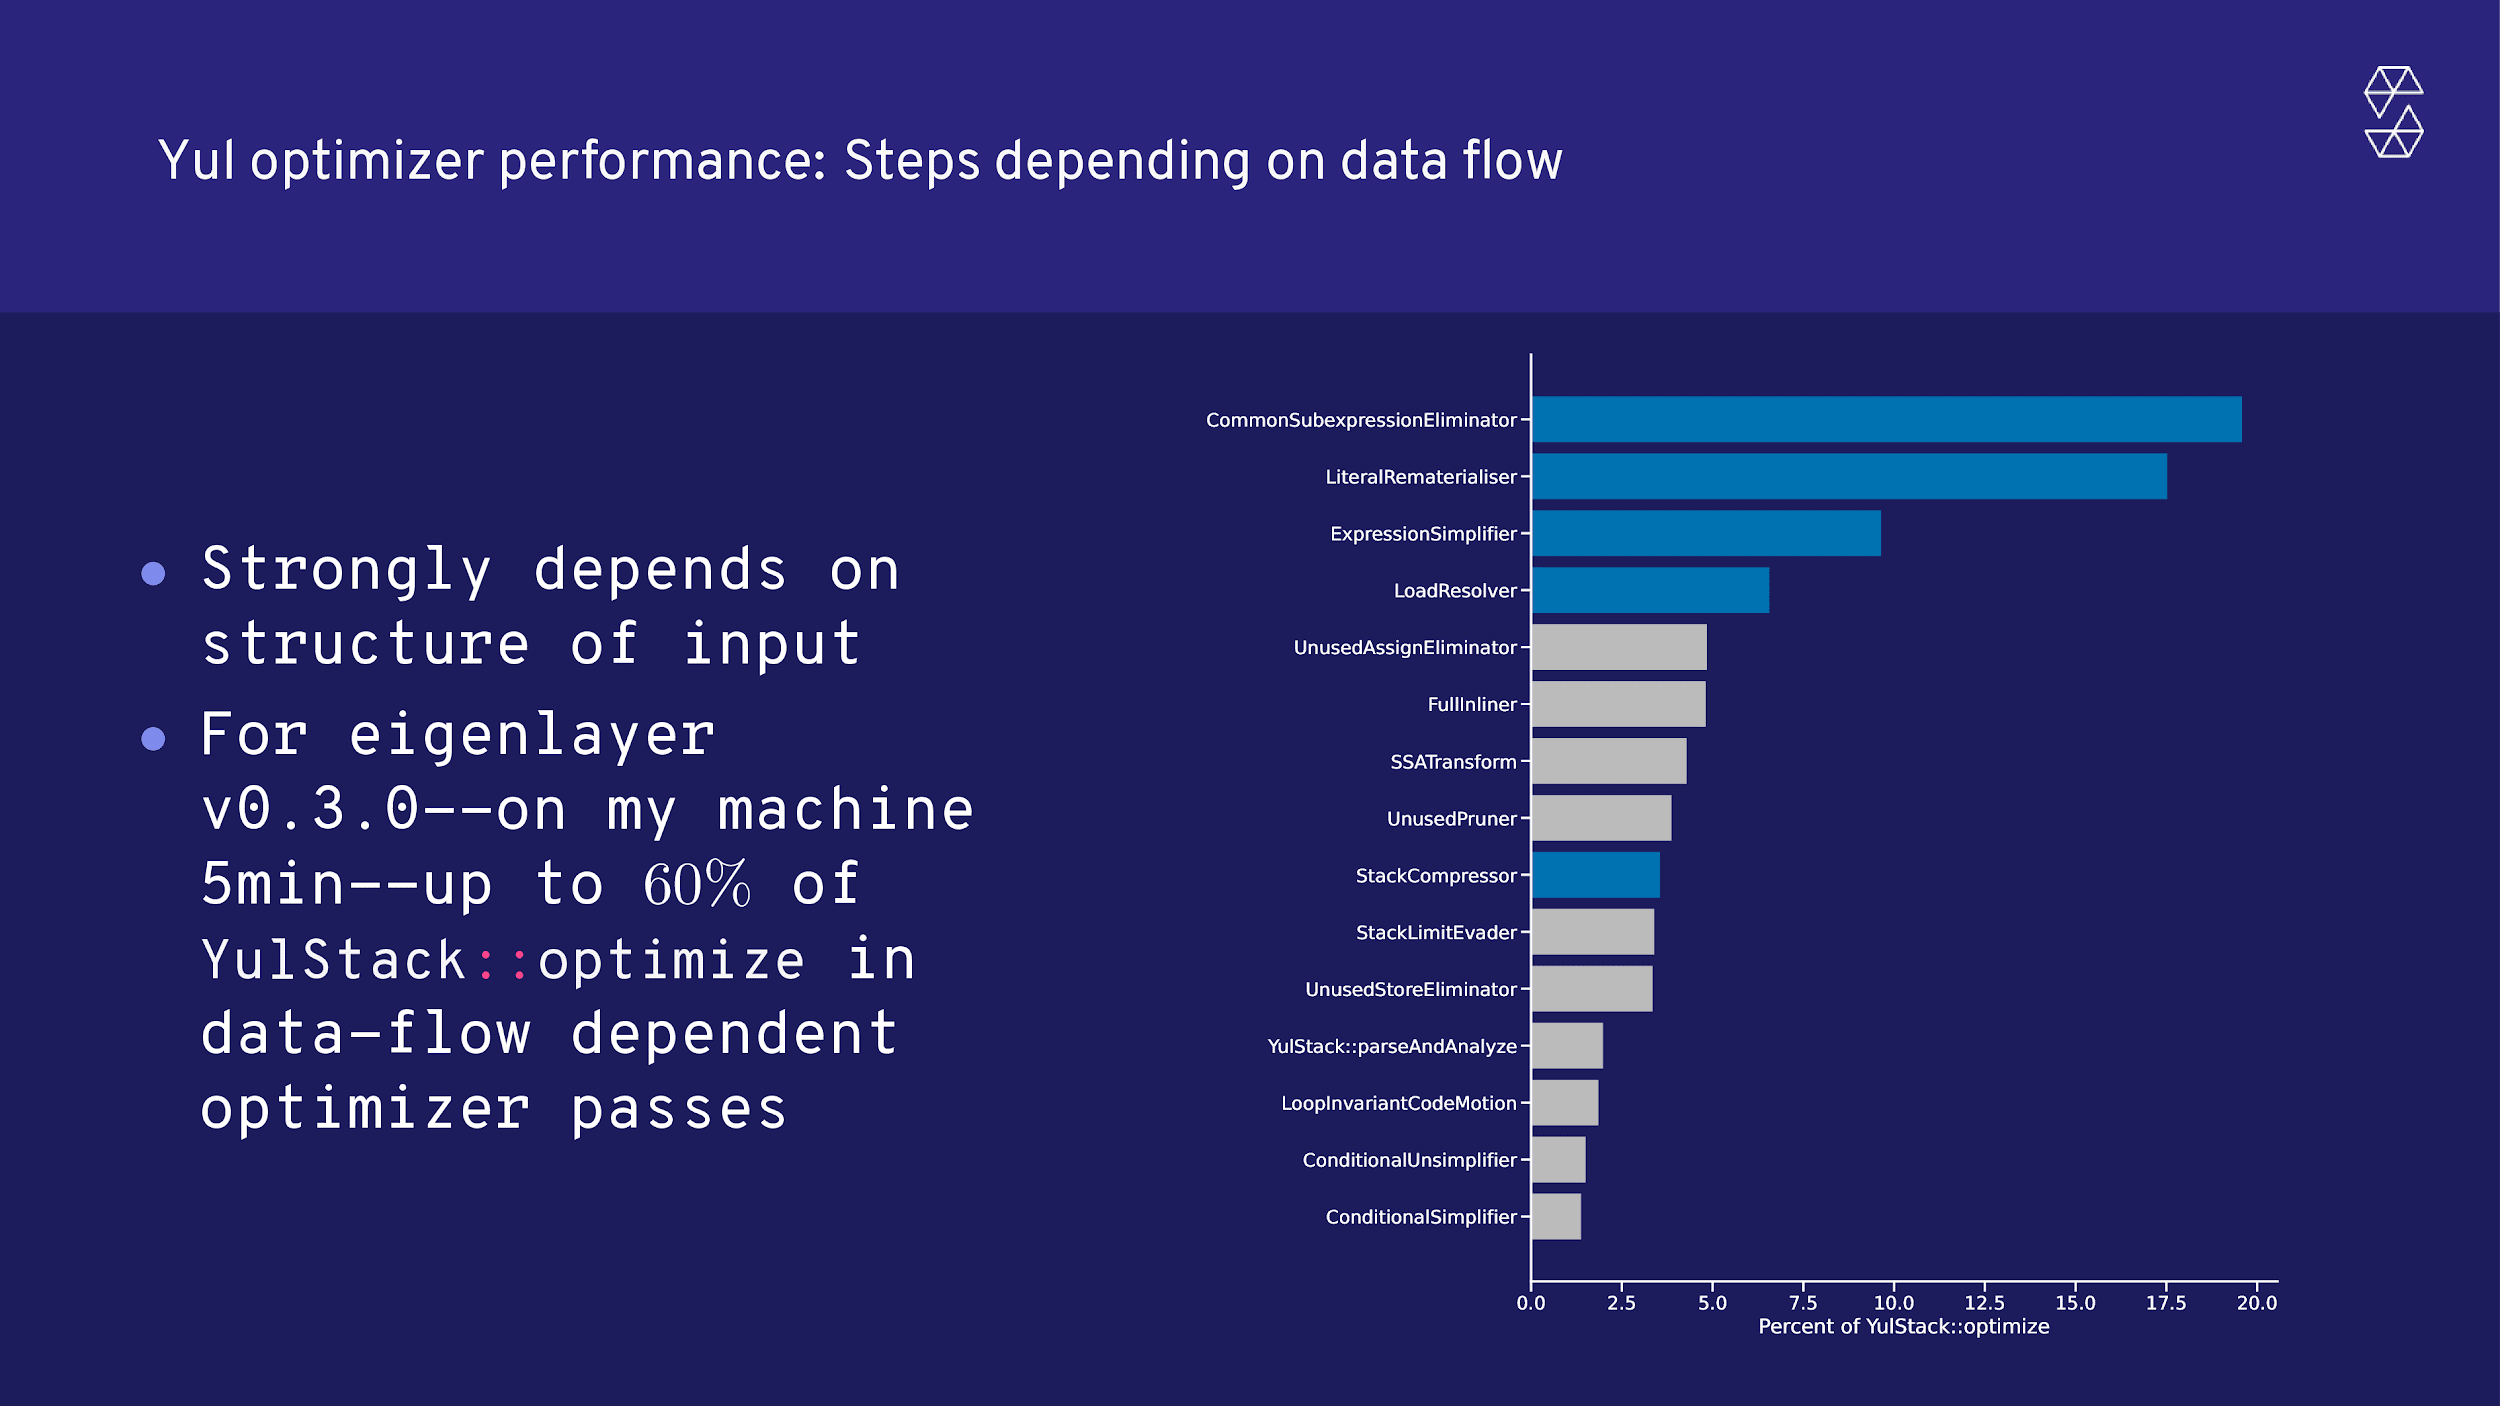 Yul optimizer performance: Steps depending on data flow
Strongly depends on
structure of input
For eigenlayer
v0.3.0--on my machine
5min--up to 60% of
YulStack::optimize in
data-flow dependent
optimizer passes
CommonSubexpressionEliminator
LiteralRematerialiser
ExpressionSimplifier
LoadResolver
UnusedAssignEliminator
FullInliner
SSATransform
UnusedPruner
StackCompressor
StackLimitEvader
UnusedStoreEliminator
YulStack::parseAndAnalyze
LoopInvariantCodeMotion
ConditionalUnsimplifier
ConditionalSimplifier
0.0 2.5 5.0 7.5 10.0 12.5 15.0 17.5 20.0
Percent of YulStack::optimize